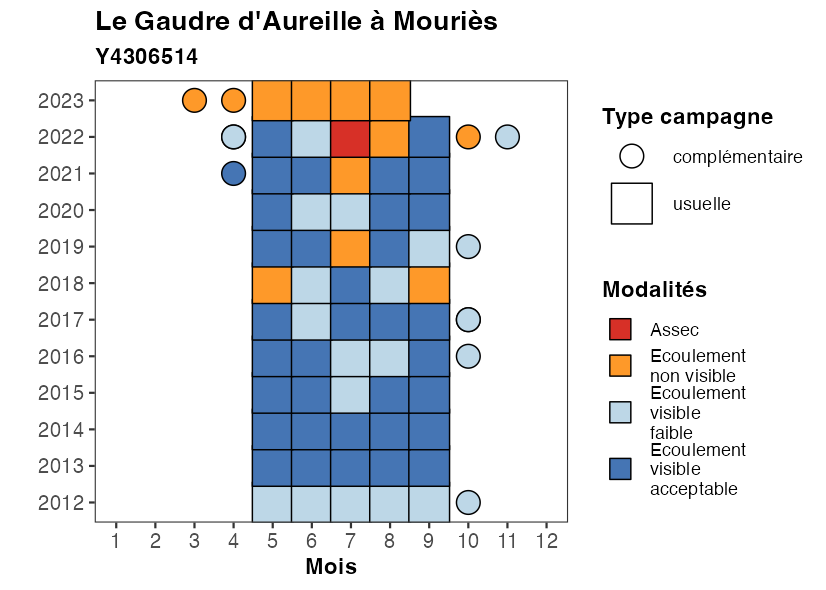 Le Gaudre d'Aureille à Mouriès
Y4306514
2023
2022
2021
2020
2019
2018
2017
2016
2015
2014
2013
2012
1 2 3 4 5 6 7 8 9 10 11 12
Mois
Type campagne
complémentaire
usuelle
Modalités
Assec
Ecoulement
non visible
Ecoulement
visible
faible
Ecoulement
visible
acceptable